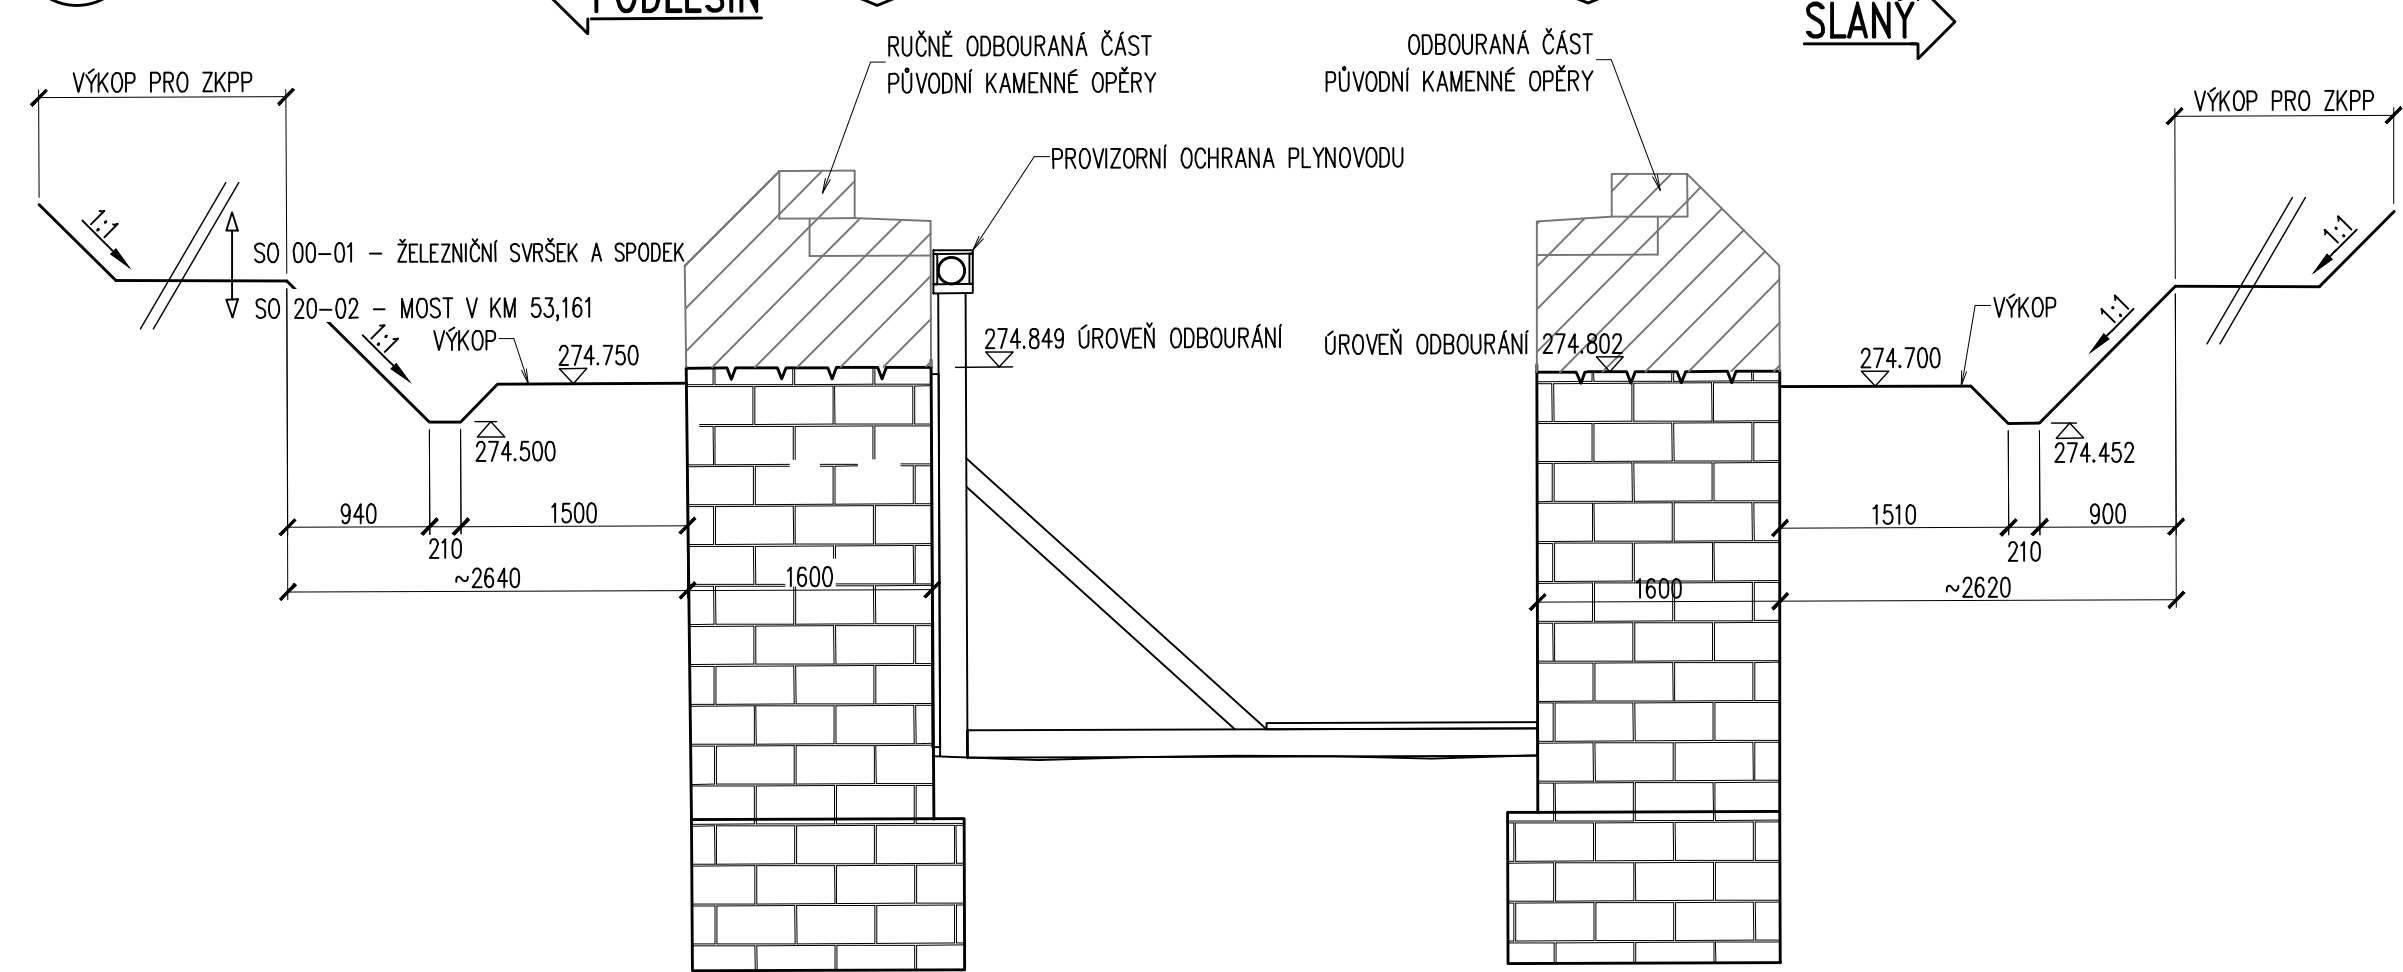 PODLEŠÍN
SLANÝ
RUČNĚ ODBOURANÁ ČÁST
PŮVODNÍ KAMENNÉ OPĚRY
ODBOURANÁ ČÁST
PŮVODNÍ KAMENNÉ OPĚRY
VÝKOP PRO ZKPP
VÝKOP PRO ZKPP
PROVIZORNÍ OCHRANA PLYNOVODU
1:1
1:1
SO 00-01 - ŽELEZNIČNÍ SVRŠEK A SPODEK
SO 20-02 - MOST V KM 53,161
1:1
VÝKOP
274.750
274.849 ÚROVEŇ ODBOURÁNÍ
ÚROVEŇ ODBOURÁNÍ 274.802
274.700
VÝKOP
1:1
274.500
274.452
940
210
1500
1510
210
900
~2640
1600
1600
~2620